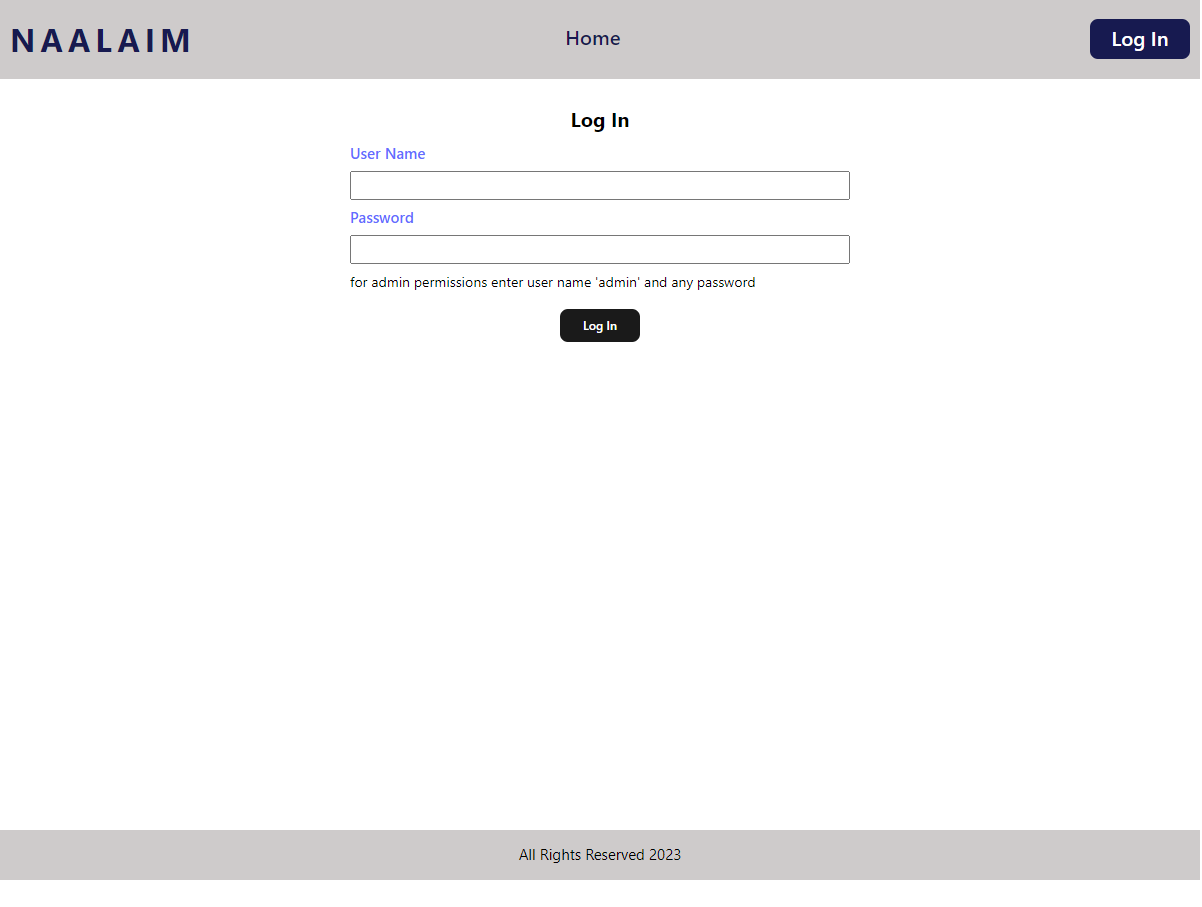 NAALAIM
Home
Log In
Log In
User Name
Password
for admin permissions enter user name 'admin' and any password
Log In
All Rights Reserved 2023